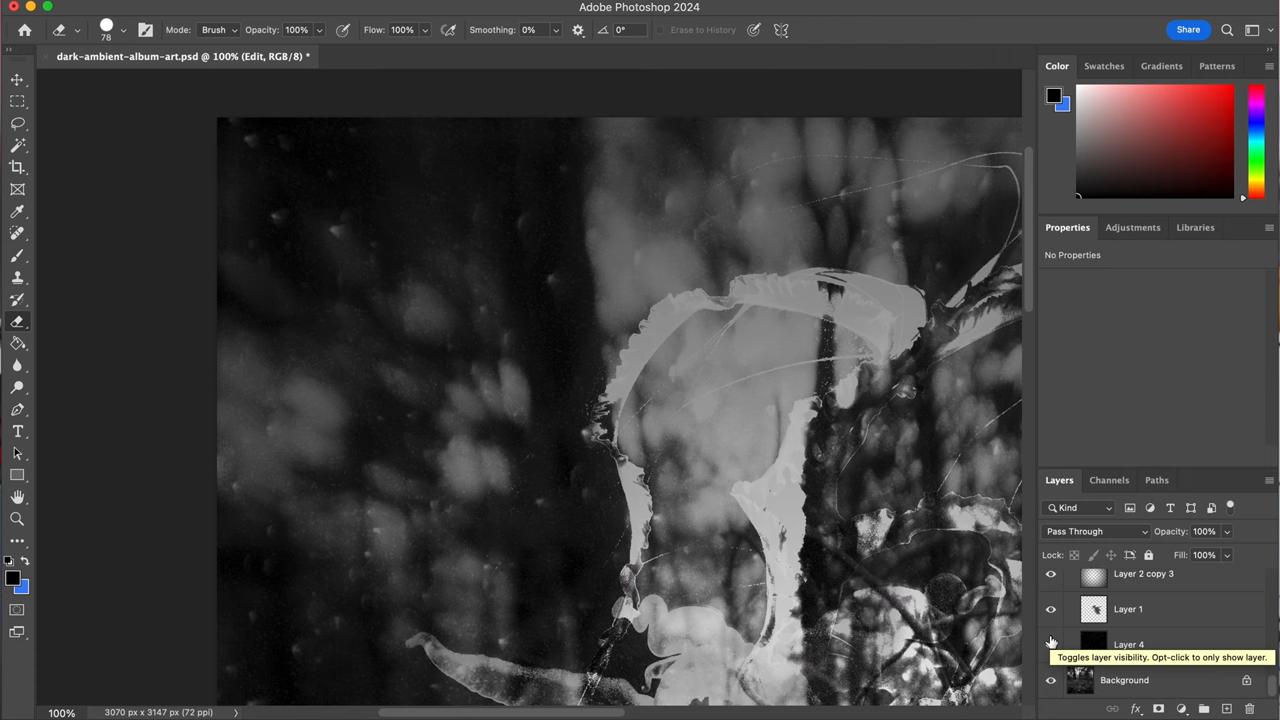 Adobe Photoshop 2024
78
Mode: Brush Opacity: 100% Flow: 100% Smoothing: 0% 0° Erase to History Share
dark-ambient-album-art.psd @ 100% (Edit, RGB/8) *
Color Swatches Gradients Patterns
Properties Adjustments Libraries
No Properties
Layers Channels Paths
Kind
Pass Through Opacity: 100%
Lock: Fill: 100%
Layer 2 copy 3
Layer 1
Layer 4
Toggles layer visibility. Opt-click to only show layer.
Background
100% 3070 px x 3147 px (72 ppi)